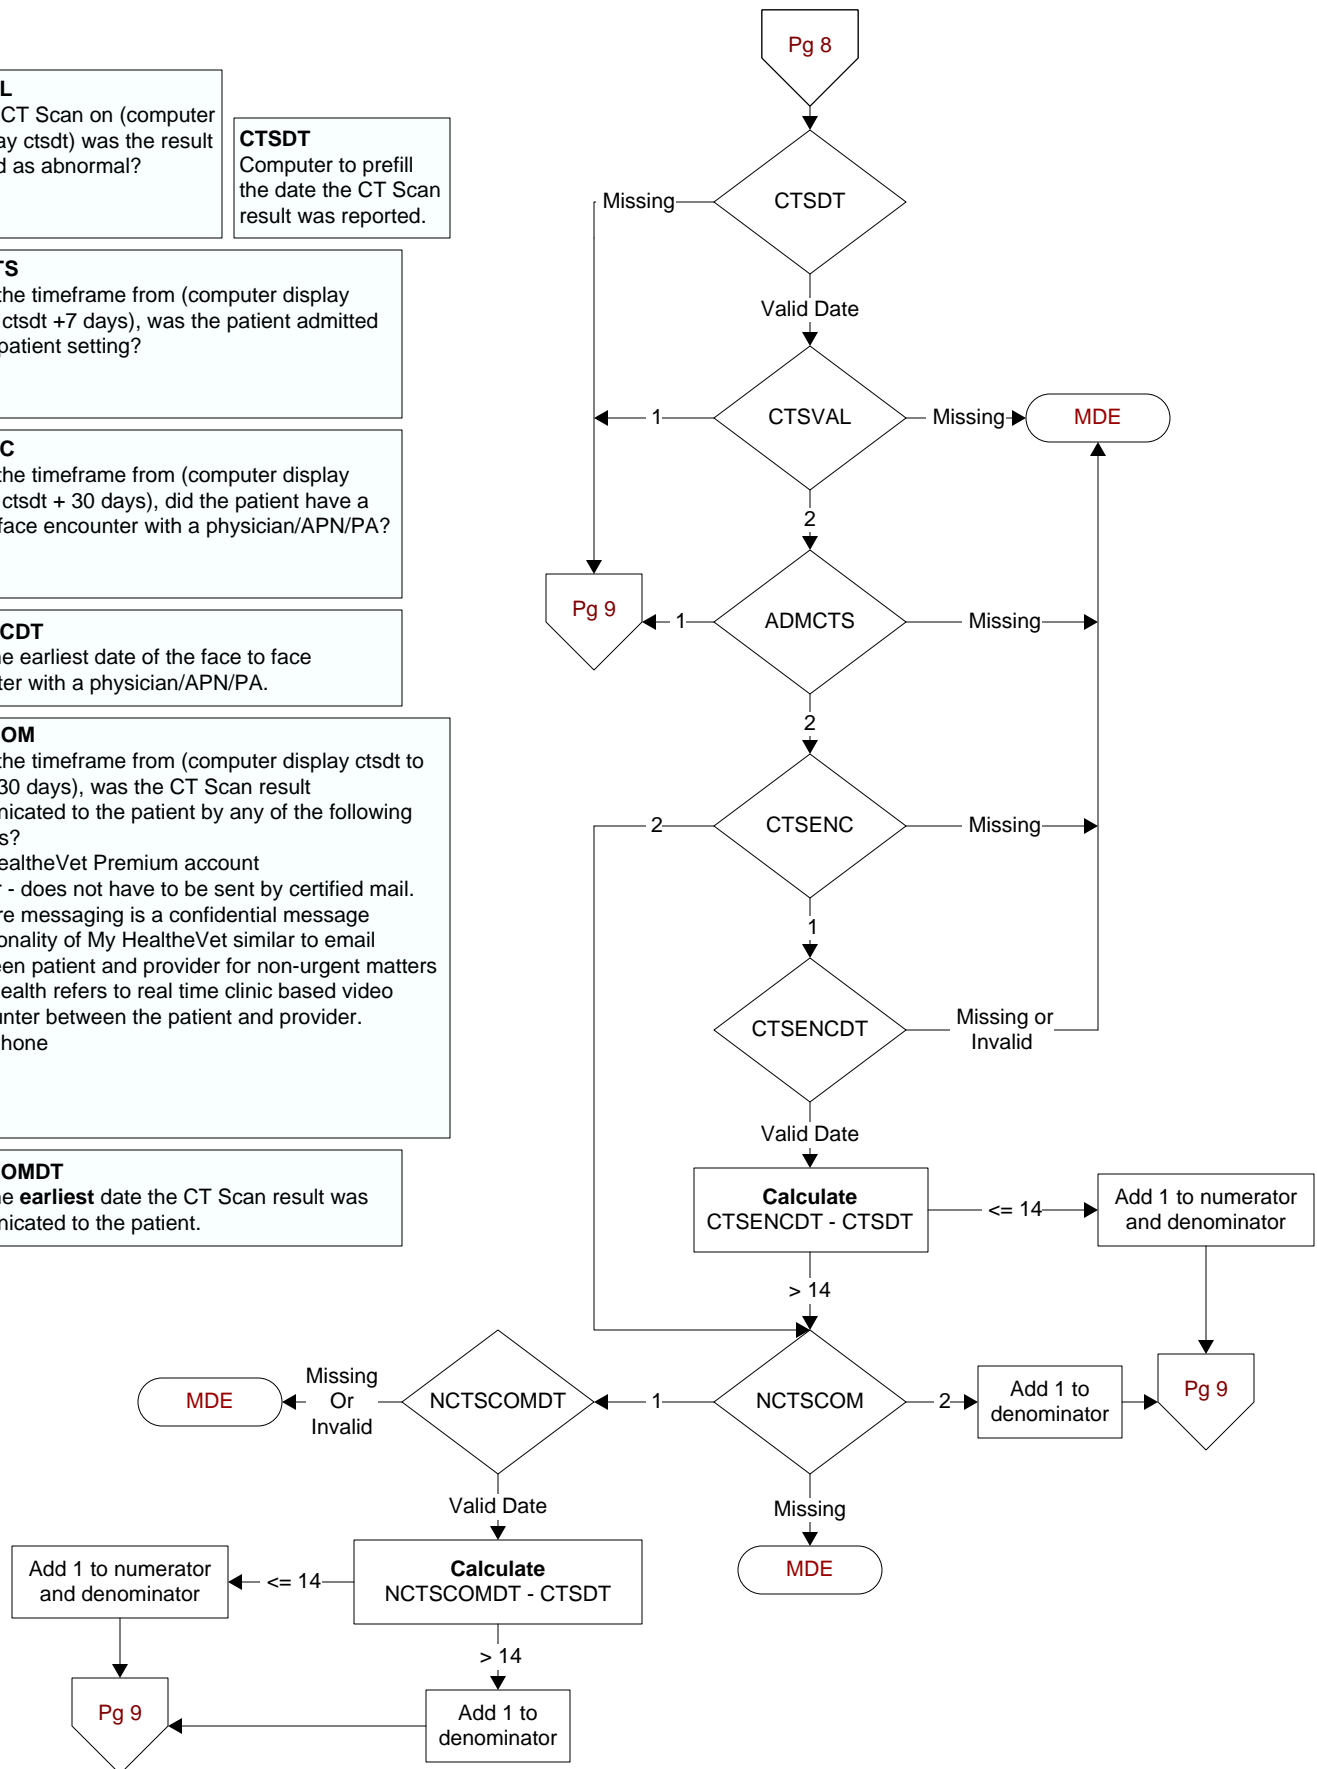 L
CT Scan on (computer
ay ctsdt) was the result
d as abnormal?
CTSDT
Computer to prefill
the date the CT Scan
result was reported.
TS
the timeframe from (computer display
ctsdt +7 days), was the patient admitted
patient setting?
C
the timeframe from (computer display
ctsdt + 30 days), did the patient have a
face encounter with a physician/APN/PA?
CDT
ne earliest date of the face to face
ter with a physician/APN/PA.
OM
the timeframe from (computer display ctsdt to
30 days), was the CT Scan result
nicated to the patient by any of the following
s?
ealtheVet Premium account
r - does not have to be sent by certified mail.
re messaging is a confidential message
onality of My HealtheVet similar to email
een patient and provider for non-urgent matters
health refers to real time clinic based video
unter between the patient and provider.
hone
OMDT
ne earliest date the CT Scan result was
nicated to the patient.
Pg 8
CTSDT
Missing
Valid Date
CTSVAL
1
Missing
MDE
2
ADMCTS
1
Pg 9
Missing
2
CTSENC
2
Missing
1
CTSENCDT
Missing or
Invalid
Valid Date
Calculate
CTSENCDT - CTSDT
<= 14
Add 1 to numerator
and denominator
> 14
NCTSCOM
2
Add 1 to
denominator
Pg 9
1
NCTSCOMDT
Missing
Or
Invalid
MDE
Missing
MDE
Valid Date
Calculate
NCTSCOMDT - CTSDT
<= 14
Add 1 to numerator
and denominator
> 14
Add 1 to
denominator
Pg 9